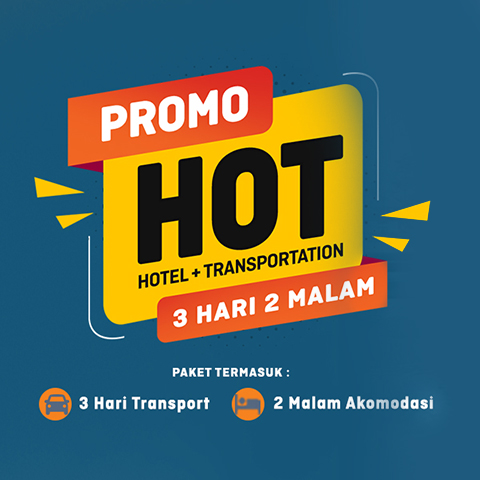 PROMO
HOT
HOTEL + TRANSPORTATION
3 HARI 2 MALAM
PAKET TERMASUK :
3 Hari Transport
2 Malam Akomodasi